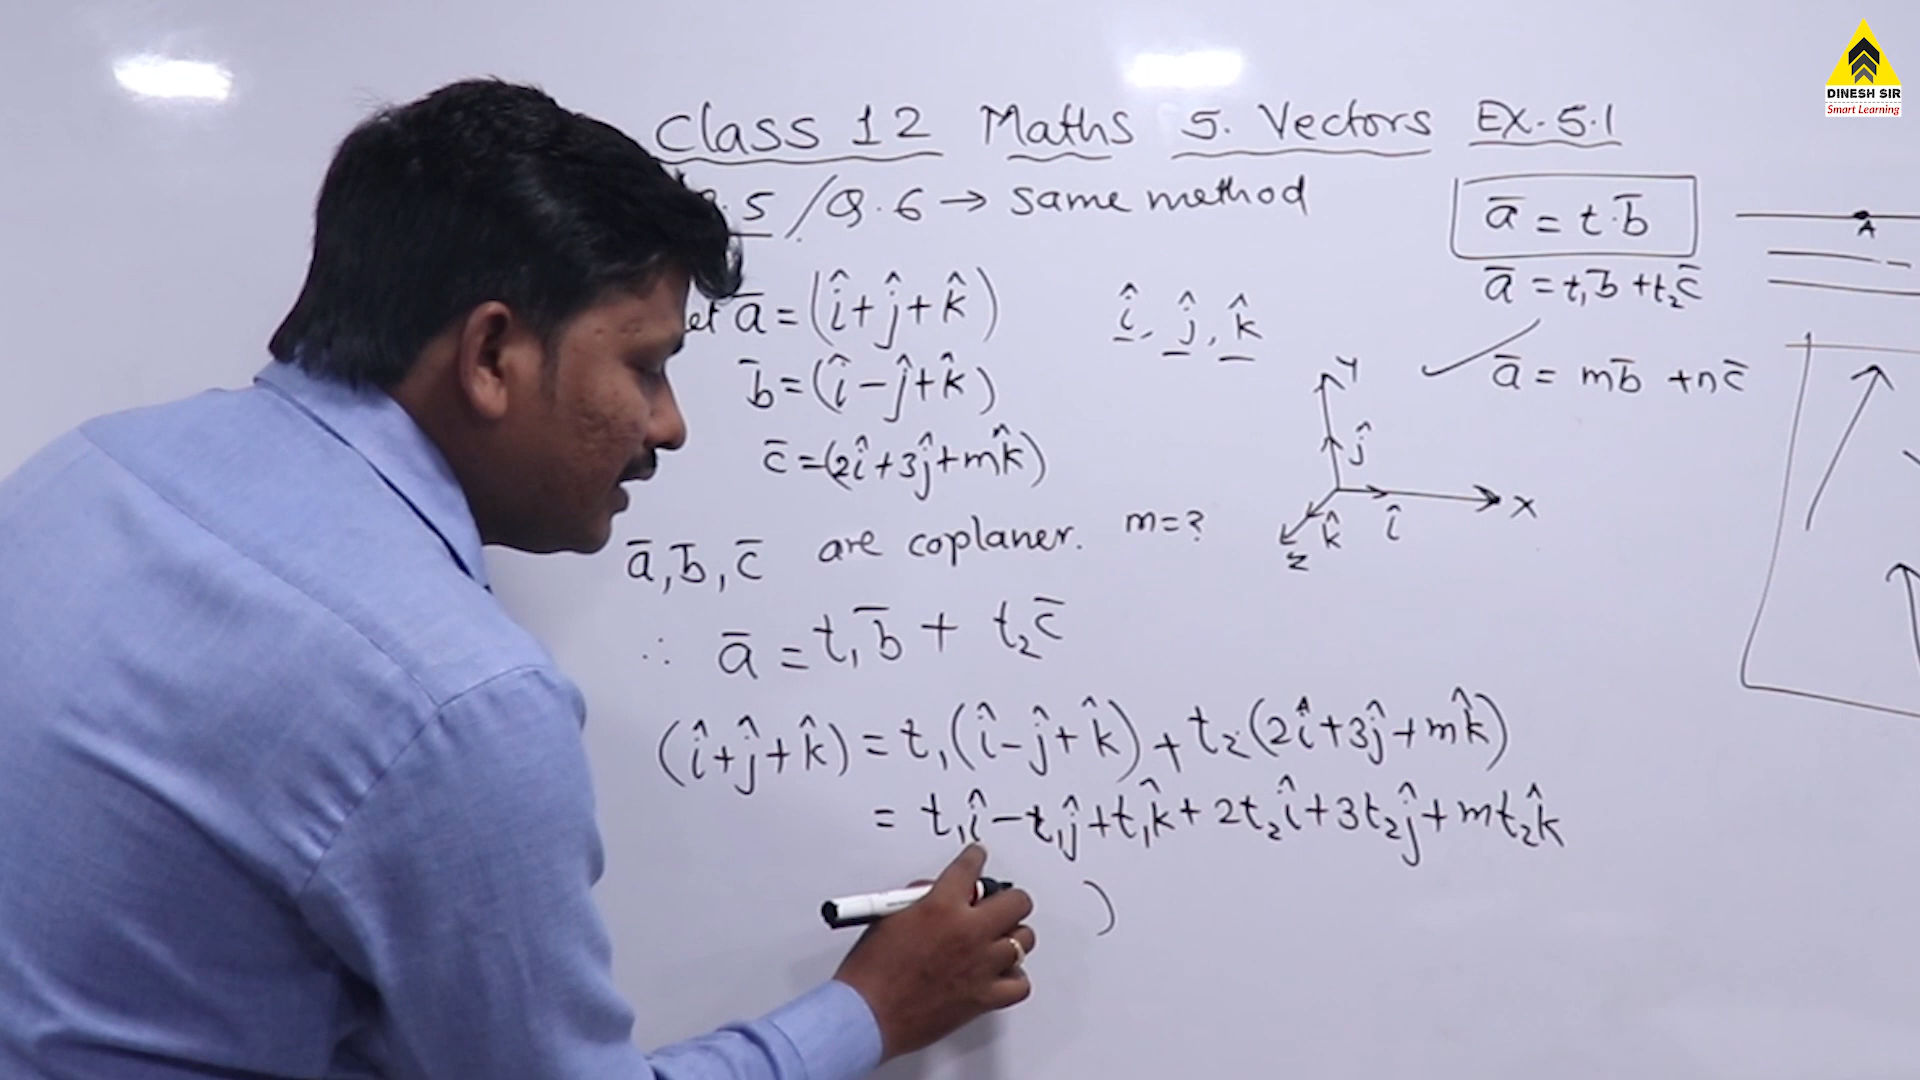 DINESH SIR
Smart Learning
Class 12 Maths 5. Vectors EX.5.1
.5 / Q.6 → Same method
a̅ = t.b̅
A
a̅ = t₁b̅ + t₂c̅
a̅ = mb̅ + nc̅
et a̅ = (î + ĵ + k̂)
î, ĵ, k̂
b̅ = (î - ĵ + k̂)
c̅ = (2î + 3ĵ + mk̂)
Y
ĵ
X
î
k̂
Z
a̅, b̅, c̅ are coplaner. m = ?
∴ a̅ = t₁b̅ + t₂c̅
(î + ĵ + k̂) = t₁(î - ĵ + k̂) + t₂(2î + 3ĵ + mk̂)
= t₁î - t₁ĵ + t₁k̂ + 2t₂î + 3t₂ĵ + mt₂k̂
)